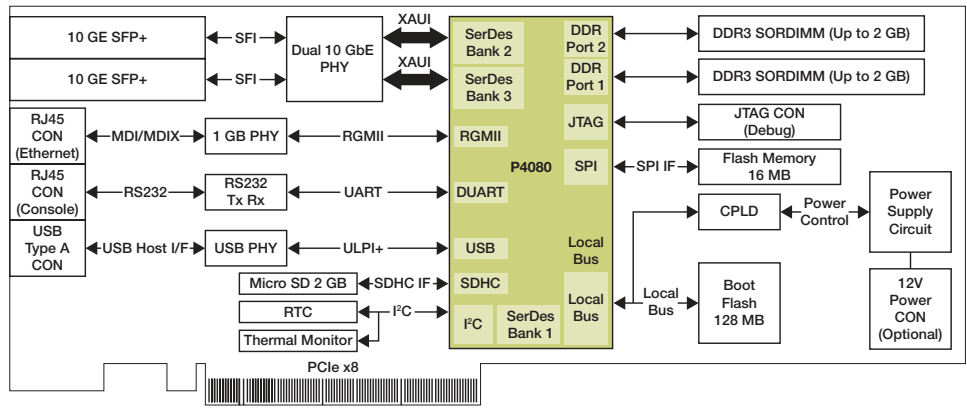 10 GE SFP+
SFI
Dual 10 GbE
PHY
XAUI
SerDes
Bank 2
DDR
Port 2
DDR3 SORDIMM (Up to 2 GB)
10 GE SFP+
SFI
XAUI
SerDes
Bank 3
DDR
Port 1
DDR3 SORDIMM (Up to 2 GB)
RJ45
CON
(Ethernet)
MDI/MDIX
1 GB PHY
RGMII
RGMII
JTAG
JTAG CON
(Debug)
P4080
SPI
SPI IF
Flash Memory
16 MB
RJ45
CON
(Console)
RS232
RS232
Tx Rx
UART
DUART
CPLD
Power
Control
Power
Supply
Circuit
USB
Type A
CON
USB Host I/F
USB PHY
ULPI+
USB
Local
Bus
Micro SD 2 GB
SDHC IF
SDHC
Local
Bus
Local
Bus
Boot
Flash
128 MB
12V
Power
CON
(Optional)
RTC
I²C
I²C
SerDes
Bank 1
Thermal Monitor
PCIe x8